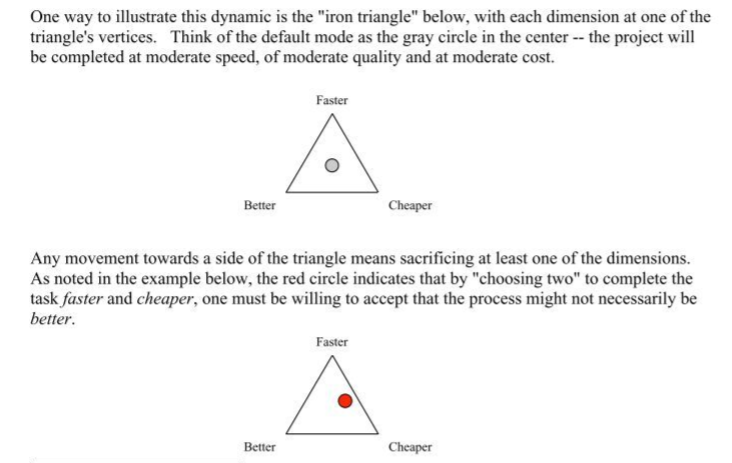 One way to illustrate this dynamic is the "iron triangle" below, with each dimension at one of the
triangle's vertices. Think of the default mode as the gray circle in the center -- the project will
be completed at moderate speed, of moderate quality and at moderate cost.
Faster
Better Cheaper
Any movement towards a side of the triangle means sacrificing at least one of the dimensions.
As noted in the example below, the red circle indicates that by "choosing two" to complete the
task faster and cheaper, one must be willing to accept that the process might not necessarily be
better.
Faster
Better Cheaper